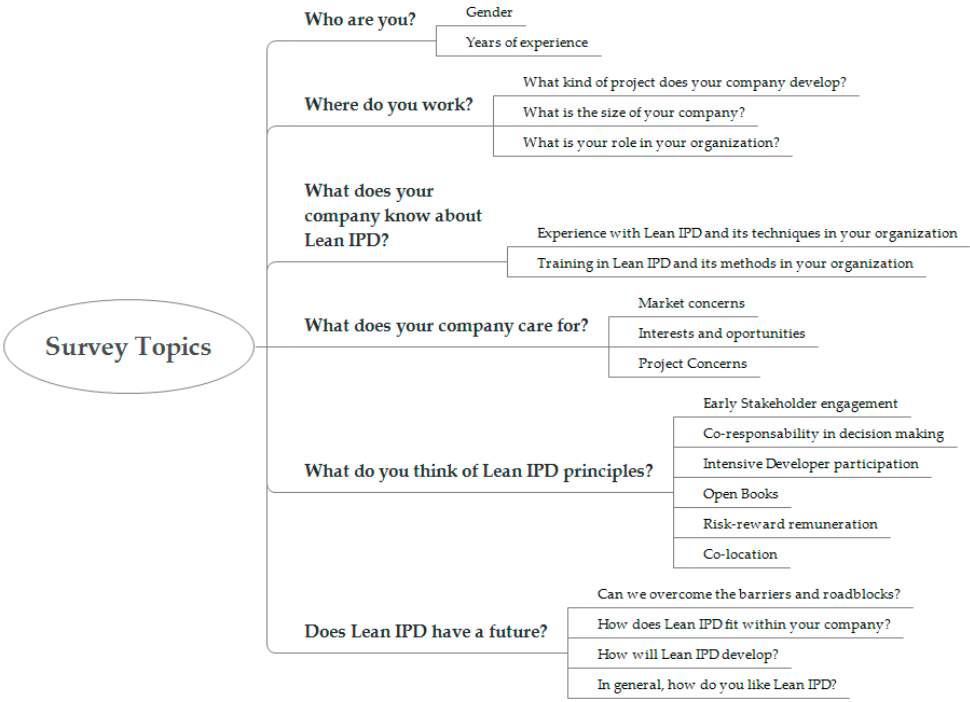 Who are you?
Gender
Years of experience
Where do you work?
What kind of project does your company develop?
What is the size of your company?
What is your role in your organization?
What does your
company know about
Lean IPD?
Experience with Lean IPD and its techniques in your organization
Training in Lean IPD and its methods in your organization
Survey Topics
What does your company care for?
Market concerns
Interests and oportunities
Project Concerns
What do you think of Lean IPD principles?
Early Stakeholder engagement
Co-responsability in decision making
Intensive Developer participation
Open Books
Risk-reward remuneration
Co-location
Does Lean IPD have a future?
Can we overcome the barriers and roadblocks?
How does Lean IPD fit within your company?
How will Lean IPD develop?
In general, how do you like Lean IPD?